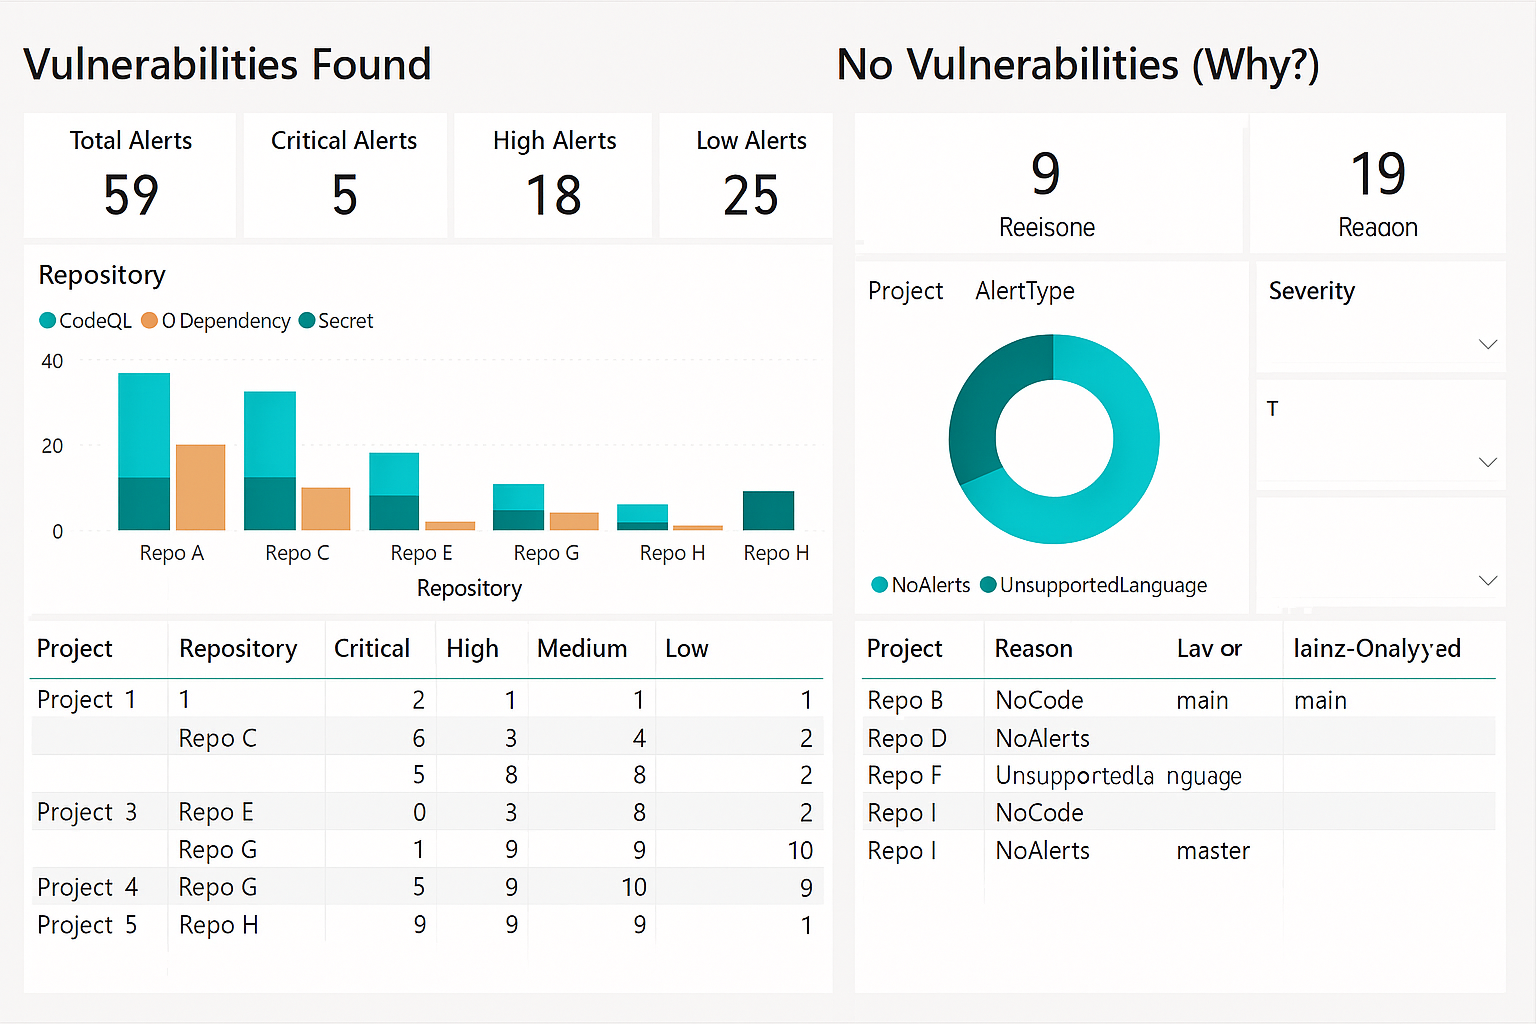 Vulnerabilities Found
Total Alerts
59
Critical Alerts
5
High Alerts
18
Low Alerts
25
Repository
CodeQL O Dependency Secret
40
20
0
Repo A Repo C Repo E Repo G Repo H Repo H
Repository
Project Repository Critical High Medium Low
Project 1 1 2 1 1 1
Repo C 6 3 4 2
5 8 8 2
Project 3 Repo E 0 3 8 2
Repo G 1 9 9 10
Project 4 Repo G 5 9 10 9
Project 5 Repo H 9 9 9 1
No Vulnerabilities (Why?)
9
Reeisone
19
Reaɑon
Project AlertType
NoAlerts UnsupportedLanguage
Severity
T
Project Reason Lav or lainz-Onalyyed
Repo B NoCode main main
Repo D NoAlerts
Repo F UnsupportedLa nguage
Repo I NoCode
Repo I NoAlerts master